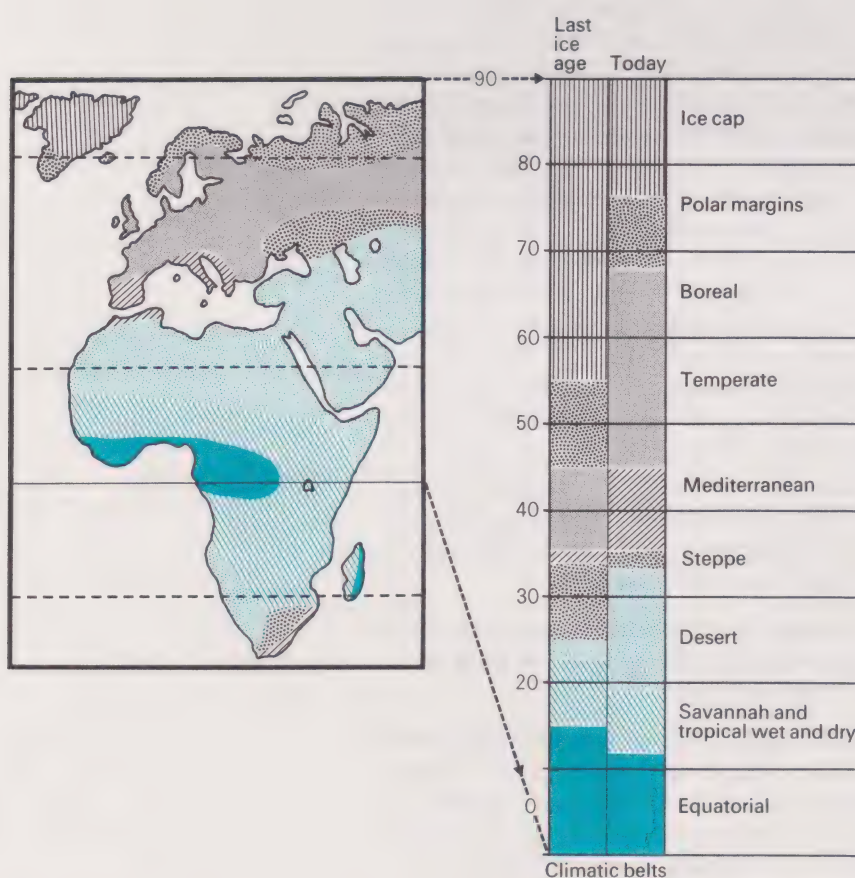 Last
ice
age Today
90
Ice cap
80
Polar margins
70
Boreal
60
Temperate
50
Mediterranean
40
Steppe
30
Desert
20
Savannah and
tropical wet and dry
0
Equatorial
Climatic belts